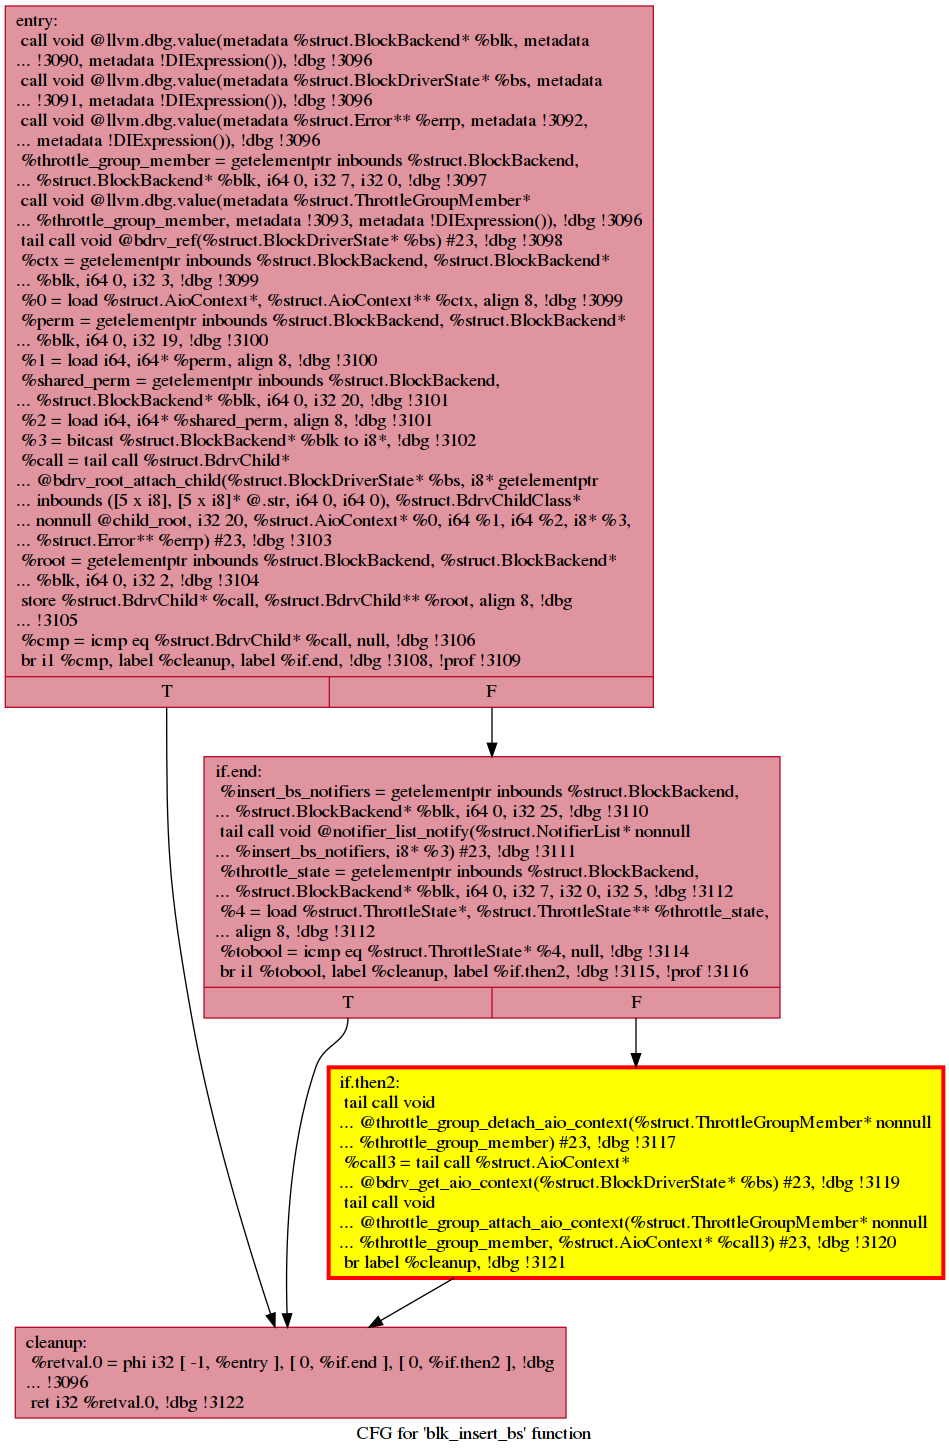 entry:
call void @llvm.dbg.value(metadata %struct.BlockBackend* %blk, metadata
... !3090, metadata !DIExpression()), !dbg !3096
call void @llvm.dbg.value(metadata %struct.BlockDriverState* %bs, metadata
... !3091, metadata !DIExpression()), !dbg !3096
call void @llvm.dbg.value(metadata %struct.Error** %errp, metadata !3092,
... metadata !DIExpression()), !dbg !3096
%throttle_group_member = getelementptr inbounds %struct.BlockBackend,
... %struct.BlockBackend* %blk, i64 0, i32 7, i32 0, !dbg !3097
call void @llvm.dbg.value(metadata %struct.ThrottleGroupMember*
... %throttle_group_member, metadata !3093, metadata !DIExpression()), !dbg !3096
tail call void @bdrv_ref(%struct.BlockDriverState* %bs) #23, !dbg !3098
%ctx = getelementptr inbounds %struct.BlockBackend, %struct.BlockBackend*
... %blk, i64 0, i32 3, !dbg !3099
%0 = load %struct.AioContext*, %struct.AioContext** %ctx, align 8, !dbg !3099
%perm = getelementptr inbounds %struct.BlockBackend, %struct.BlockBackend*
... %blk, i64 0, i32 19, !dbg !3100
%1 = load i64, i64* %perm, align 8, !dbg !3100
%shared_perm = getelementptr inbounds %struct.BlockBackend,
... %struct.BlockBackend* %blk, i64 0, i32 20, !dbg !3101
%2 = load i64, i64* %shared_perm, align 8, !dbg !3101
%3 = bitcast %struct.BlockBackend* %blk to i8*, !dbg !3102
%call = tail call %struct.BdrvChild*
... @bdrv_root_attach_child(%struct.BlockDriverState* %bs, i8* getelementptr
... inbounds ([5 x i8], [5 x i8]* @.str, i64 0, i64 0), %struct.BdrvChildClass*
... nonnull @child_root, i32 20, %struct.AioContext* %0, i64 %1, i64 %2, i8* %3,
... %struct.Error** %errp) #23, !dbg !3103
%root = getelementptr inbounds %struct.BlockBackend, %struct.BlockBackend*
... %blk, i64 0, i32 2, !dbg !3104
store %struct.BdrvChild* %call, %struct.BdrvChild** %root, align 8, !dbg
... !3105
%cmp = icmp eq %struct.BdrvChild* %call, null, !dbg !3106
br i1 %cmp, label %cleanup, label %if.end, !dbg !3108, !prof !3109
T F
if.end:
%insert_bs_notifiers = getelementptr inbounds %struct.BlockBackend,
... %struct.BlockBackend* %blk, i64 0, i32 25, !dbg !3110
tail call void @notifier_list_notify(%struct.NotifierList* nonnull
... %insert_bs_notifiers, i8* %3) #23, !dbg !3111
%throttle_state = getelementptr inbounds %struct.BlockBackend,
... %struct.BlockBackend* %blk, i64 0, i32 7, i32 0, i32 5, !dbg !3112
%4 = load %struct.ThrottleState*, %struct.ThrottleState** %throttle_state,
... align 8, !dbg !3112
%tobool = icmp eq %struct.ThrottleState* %4, null, !dbg !3114
br i1 %tobool, label %cleanup, label %if.then2, !dbg !3115, !prof !3116
T F
if.then2:
tail call void
... @throttle_group_detach_aio_context(%struct.ThrottleGroupMember* nonnull
... %throttle_group_member) #23, !dbg !3117
%call3 = tail call %struct.AioContext*
... @bdrv_get_aio_context(%struct.BlockDriverState* %bs) #23, !dbg !3119
tail call void
... @throttle_group_attach_aio_context(%struct.ThrottleGroupMember* nonnull
... %throttle_group_member, %struct.AioContext* %call3) #23, !dbg !3120
br label %cleanup, !dbg !3121
cleanup:
%retval.0 = phi i32 [ -1, %entry ], [ 0, %if.end ], [ 0, %if.then2 ], !dbg
... !3096
ret i32 %retval.0, !dbg !3122
CFG for 'blk_insert_bs' function